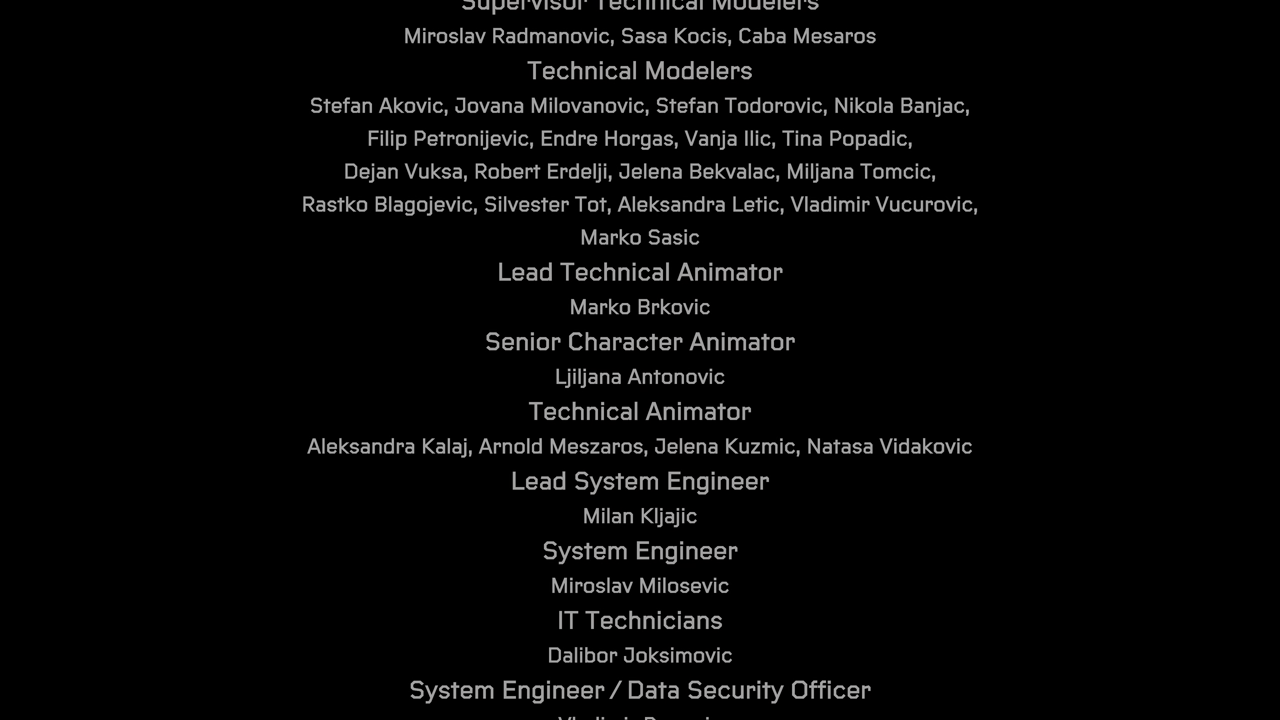 Supervisor Technical Modelers
Miroslav Radmanovic, Sasa Kocis, Caba Mesaros
Technical Modelers
Stefan Akovic, Jovana Milovanovic, Stefan Todorovic, Nikola Banjac,
Filip Petronijevic, Endre Horgas, Vanja Ilic, Tina Popadic,
Dejan Vuksa, Robert Erdelji, Jelena Bekvalac, Miljana Tomcic,
Rastko Blagojevic, Silvester Tot, Aleksandra Letic, Vladimir Vucurovic,
Marko Sasic
Lead Technical Animator
Marko Brkovic
Senior Character Animator
Ljiljana Antonovic
Technical Animator
Aleksandra Kalaj, Arnold Meszaros, Jelena Kuzmic, Natasa Vidakovic
Lead System Engineer
Milan Kljajic
System Engineer
Miroslav Milosevic
IT Technicians
Dalibor Joksimovic
System Engineer / Data Security Officer